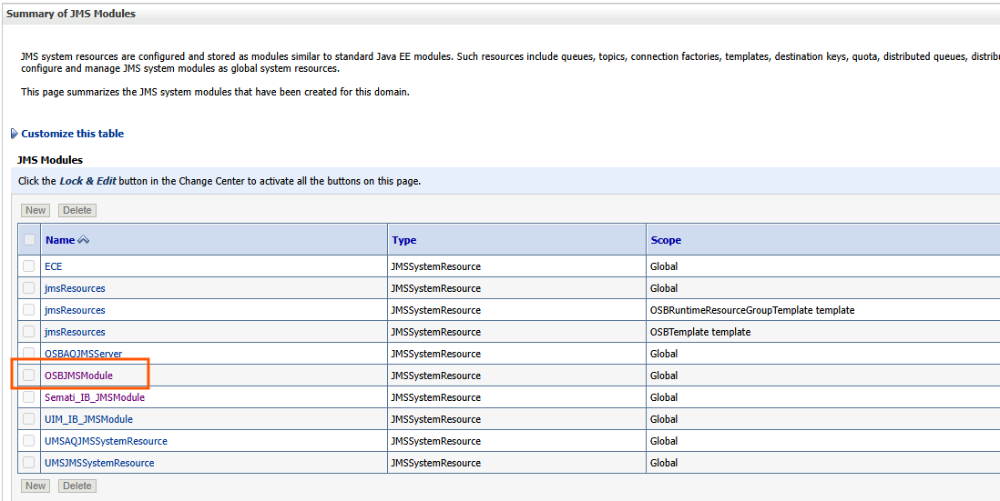 Summary of JMS Modules
JMS system resources are configured and stored as modules similar to standard Java EE modules. Such resources include queues, topics, connection factories, templates, destination keys, quota, distributed queues, distribu
configure and manage JMS system modules as global system resources.
This page summarizes the JMS system modules that have been created for this domain.
Customize this table
JMS Modules
Click the Lock & Edit button in the Change Center to activate all the buttons on this page.
New Delete
Name Type Scope
ECE JMSSystemResource Global
jmsResources JMSSystemResource Global
jmsResources JMSSystemResource OSBRuntimeResourceGroupTemplate template
jmsResources JMSSystemResource OSBTemplate template
OSBAQJMSServer JMSSystemResource Global
OSBJMSModule JMSSystemResource Global
Semati_IB_JMSModule JMSSystemResource Global
UIM_IB_JMSModule JMSSystemResource Global
UMSAQJMSSystemResource JMSSystemResource Global
UMSJMSSystemResource JMSSystemResource Global
New Delete